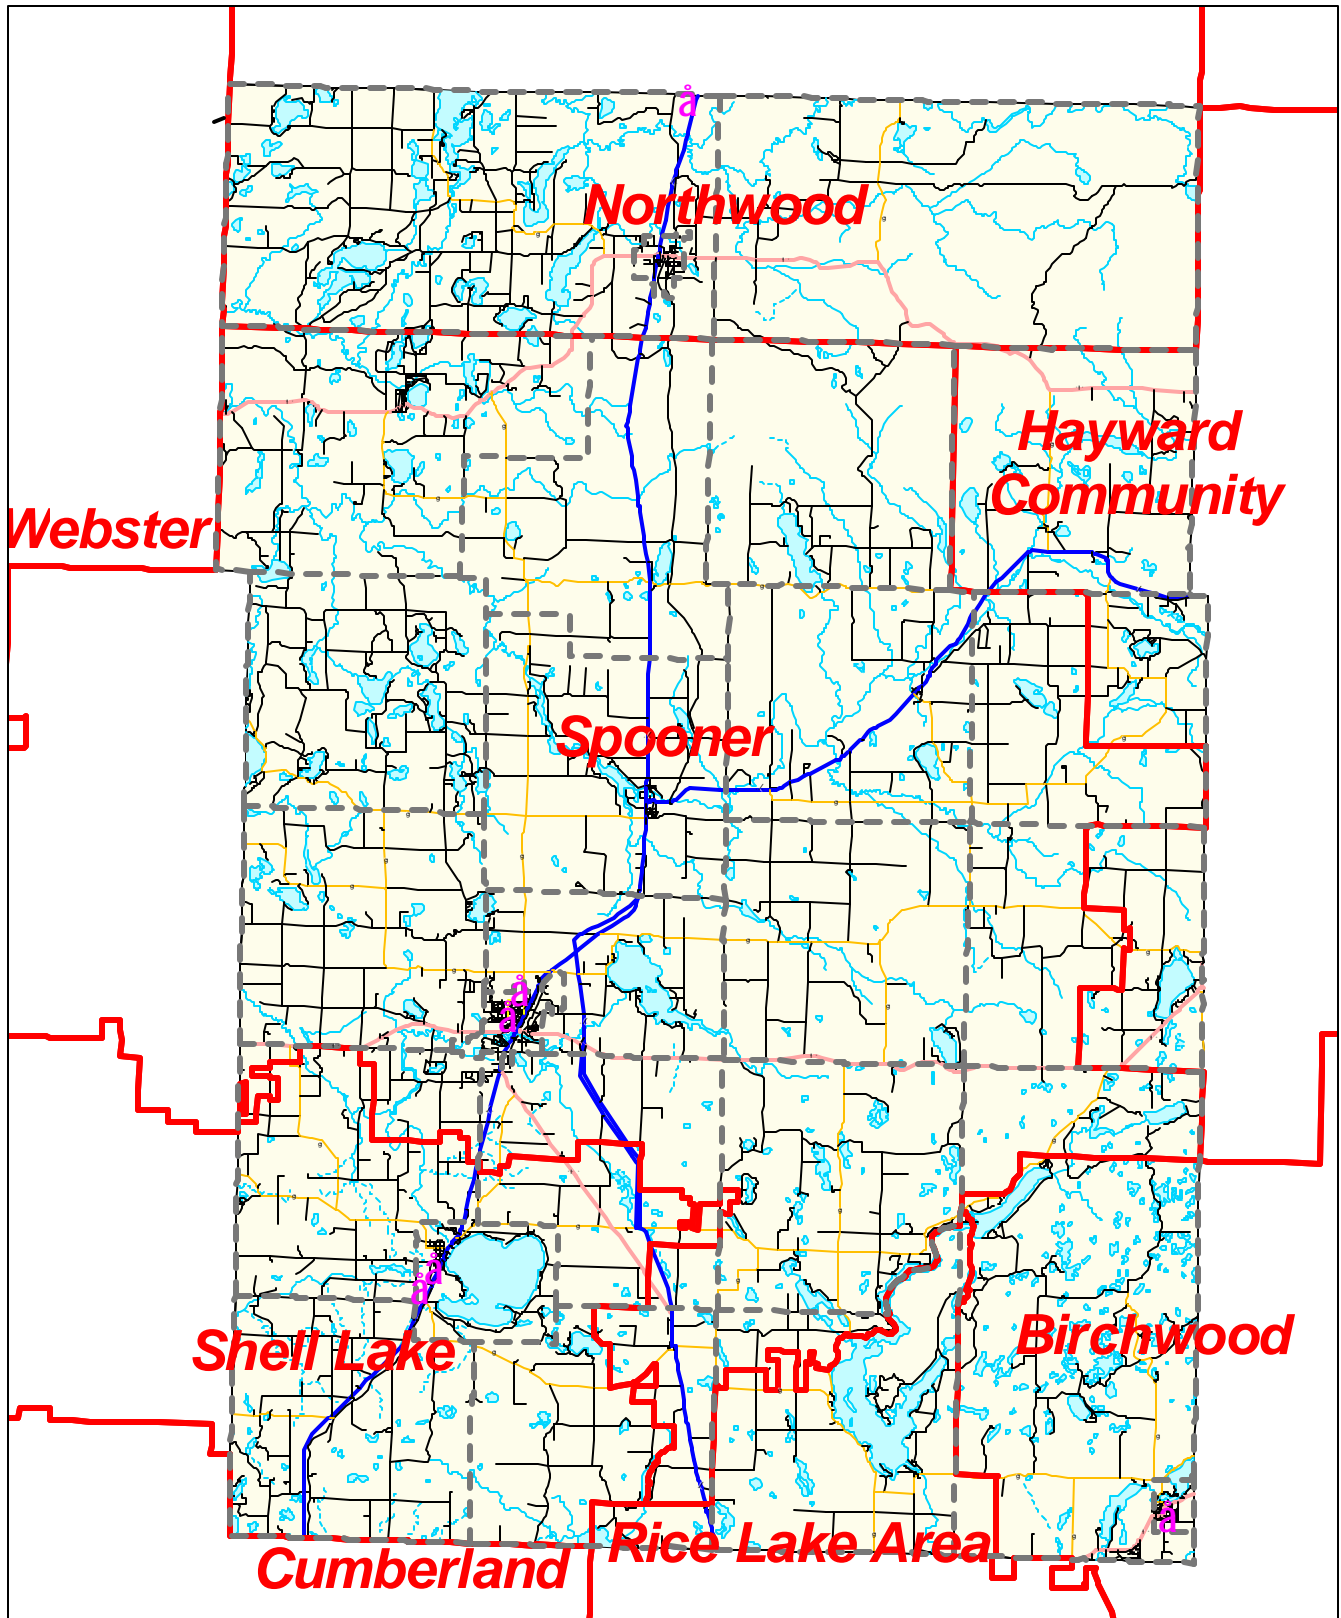 å
Northwood
Hayward
Community
Webster
Spooner
å
å
å
å
Shell Lake
Birchwood
å
Rice Lake Area
Cumberland